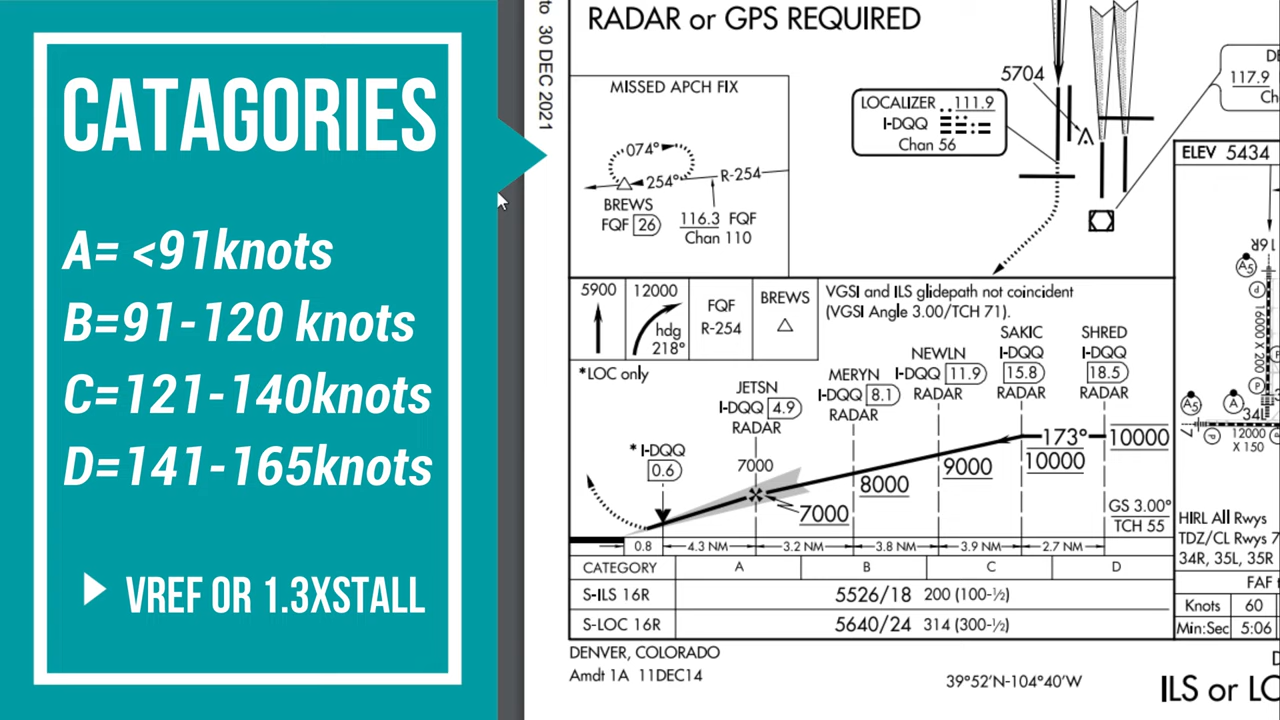 CATAGORIES
A= <91knots
B=91-120 knots
C=121-140knots
D=141-165knots
VREF OR 1.3XSTALL
to 30 DEC 2021
RADAR or GPS REQUIRED
MISSED APCH FIX
074°
254°
R-254
BREWS
FQF 26
116.3 FQF
Chan 110
5704
LOCALIZER 111.9
I-DQQ
Chan 56
DE
117.9
Ch
ELEV 5434
5900
12000
hdg
218°
FQF
R-254
BREWS
VGSI and ILS glidepath not coincident
(VGSI Angle 3.00/TCH 71).
*LOC only
* I-DQQ
0.6
JETSN
I-DQQ 4.9
RADAR
7000
MERYN
I-DQQ 8.1
RADAR
NEWLN
I-DQQ 11.9
RADAR
SAKIC
I-DQQ
15.8
RADAR
SHRED
I-DQQ
18.5
RADAR
173°
10000
10000
9000
8000
7000
GS 3.00°
TCH 55
0.8
4.3 NM
3.2 NM
3.8 NM
3.9 NM
2.7 NM
CATEGORY A B C D
S-ILS 16R 5526/18 200 (100-½)
S-LOC 16R 5640/24 314 (300-½)
DENVER, COLORADO
Amdt 1A 11DEC14
39°52'N-104°40'W
16R
A5
P
16000 X 200
P
A5
A
34L
17
P
12000
X 150
HIRL All Rwys
TDZ/CL Rwys 7
34R, 35L, 35R
FAF t
Knots 60
Min:Sec 5:06
D
ILS or LO